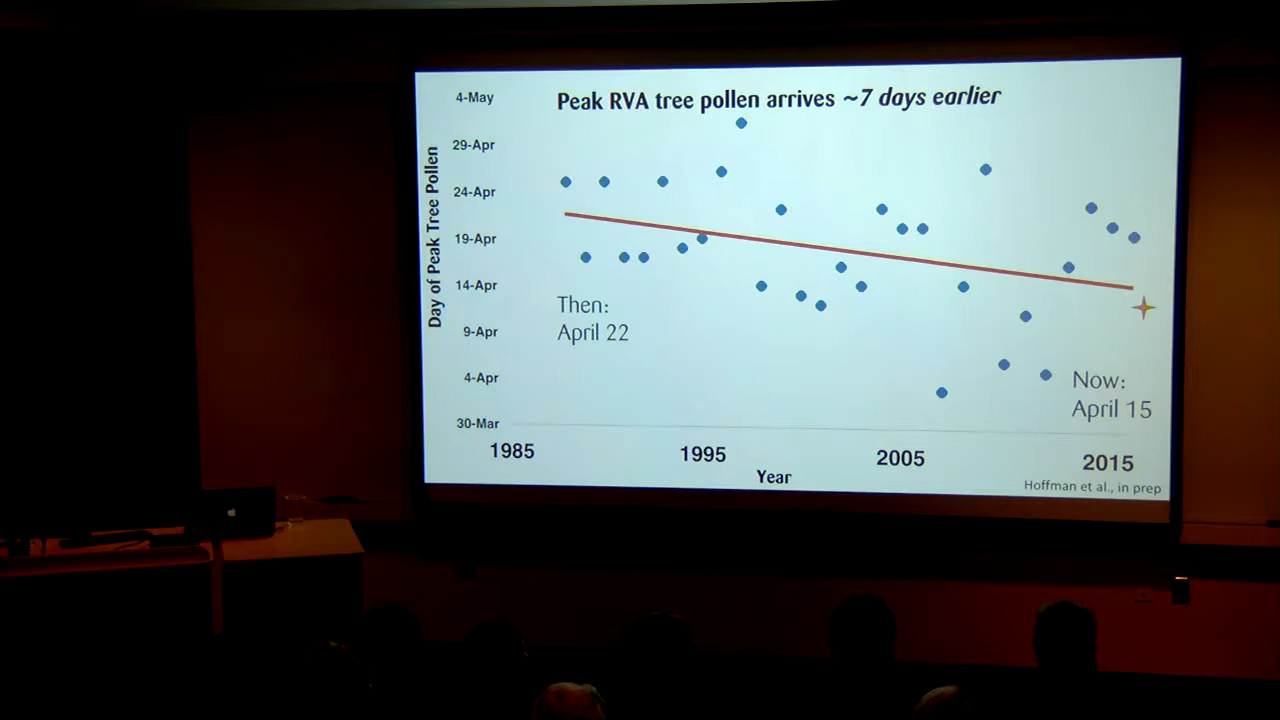 Peak RVA tree pollen arrives ~7 days earlier
Day of Peak Tree Pollen
4-May
29-Apr
24-Apr
19-Apr
14-Apr
9-Apr
4-Apr
30-Mar
Then:
April 22
Now:
April 15
1985
1995
2005
2015
Year
Hoffman et al., in prep